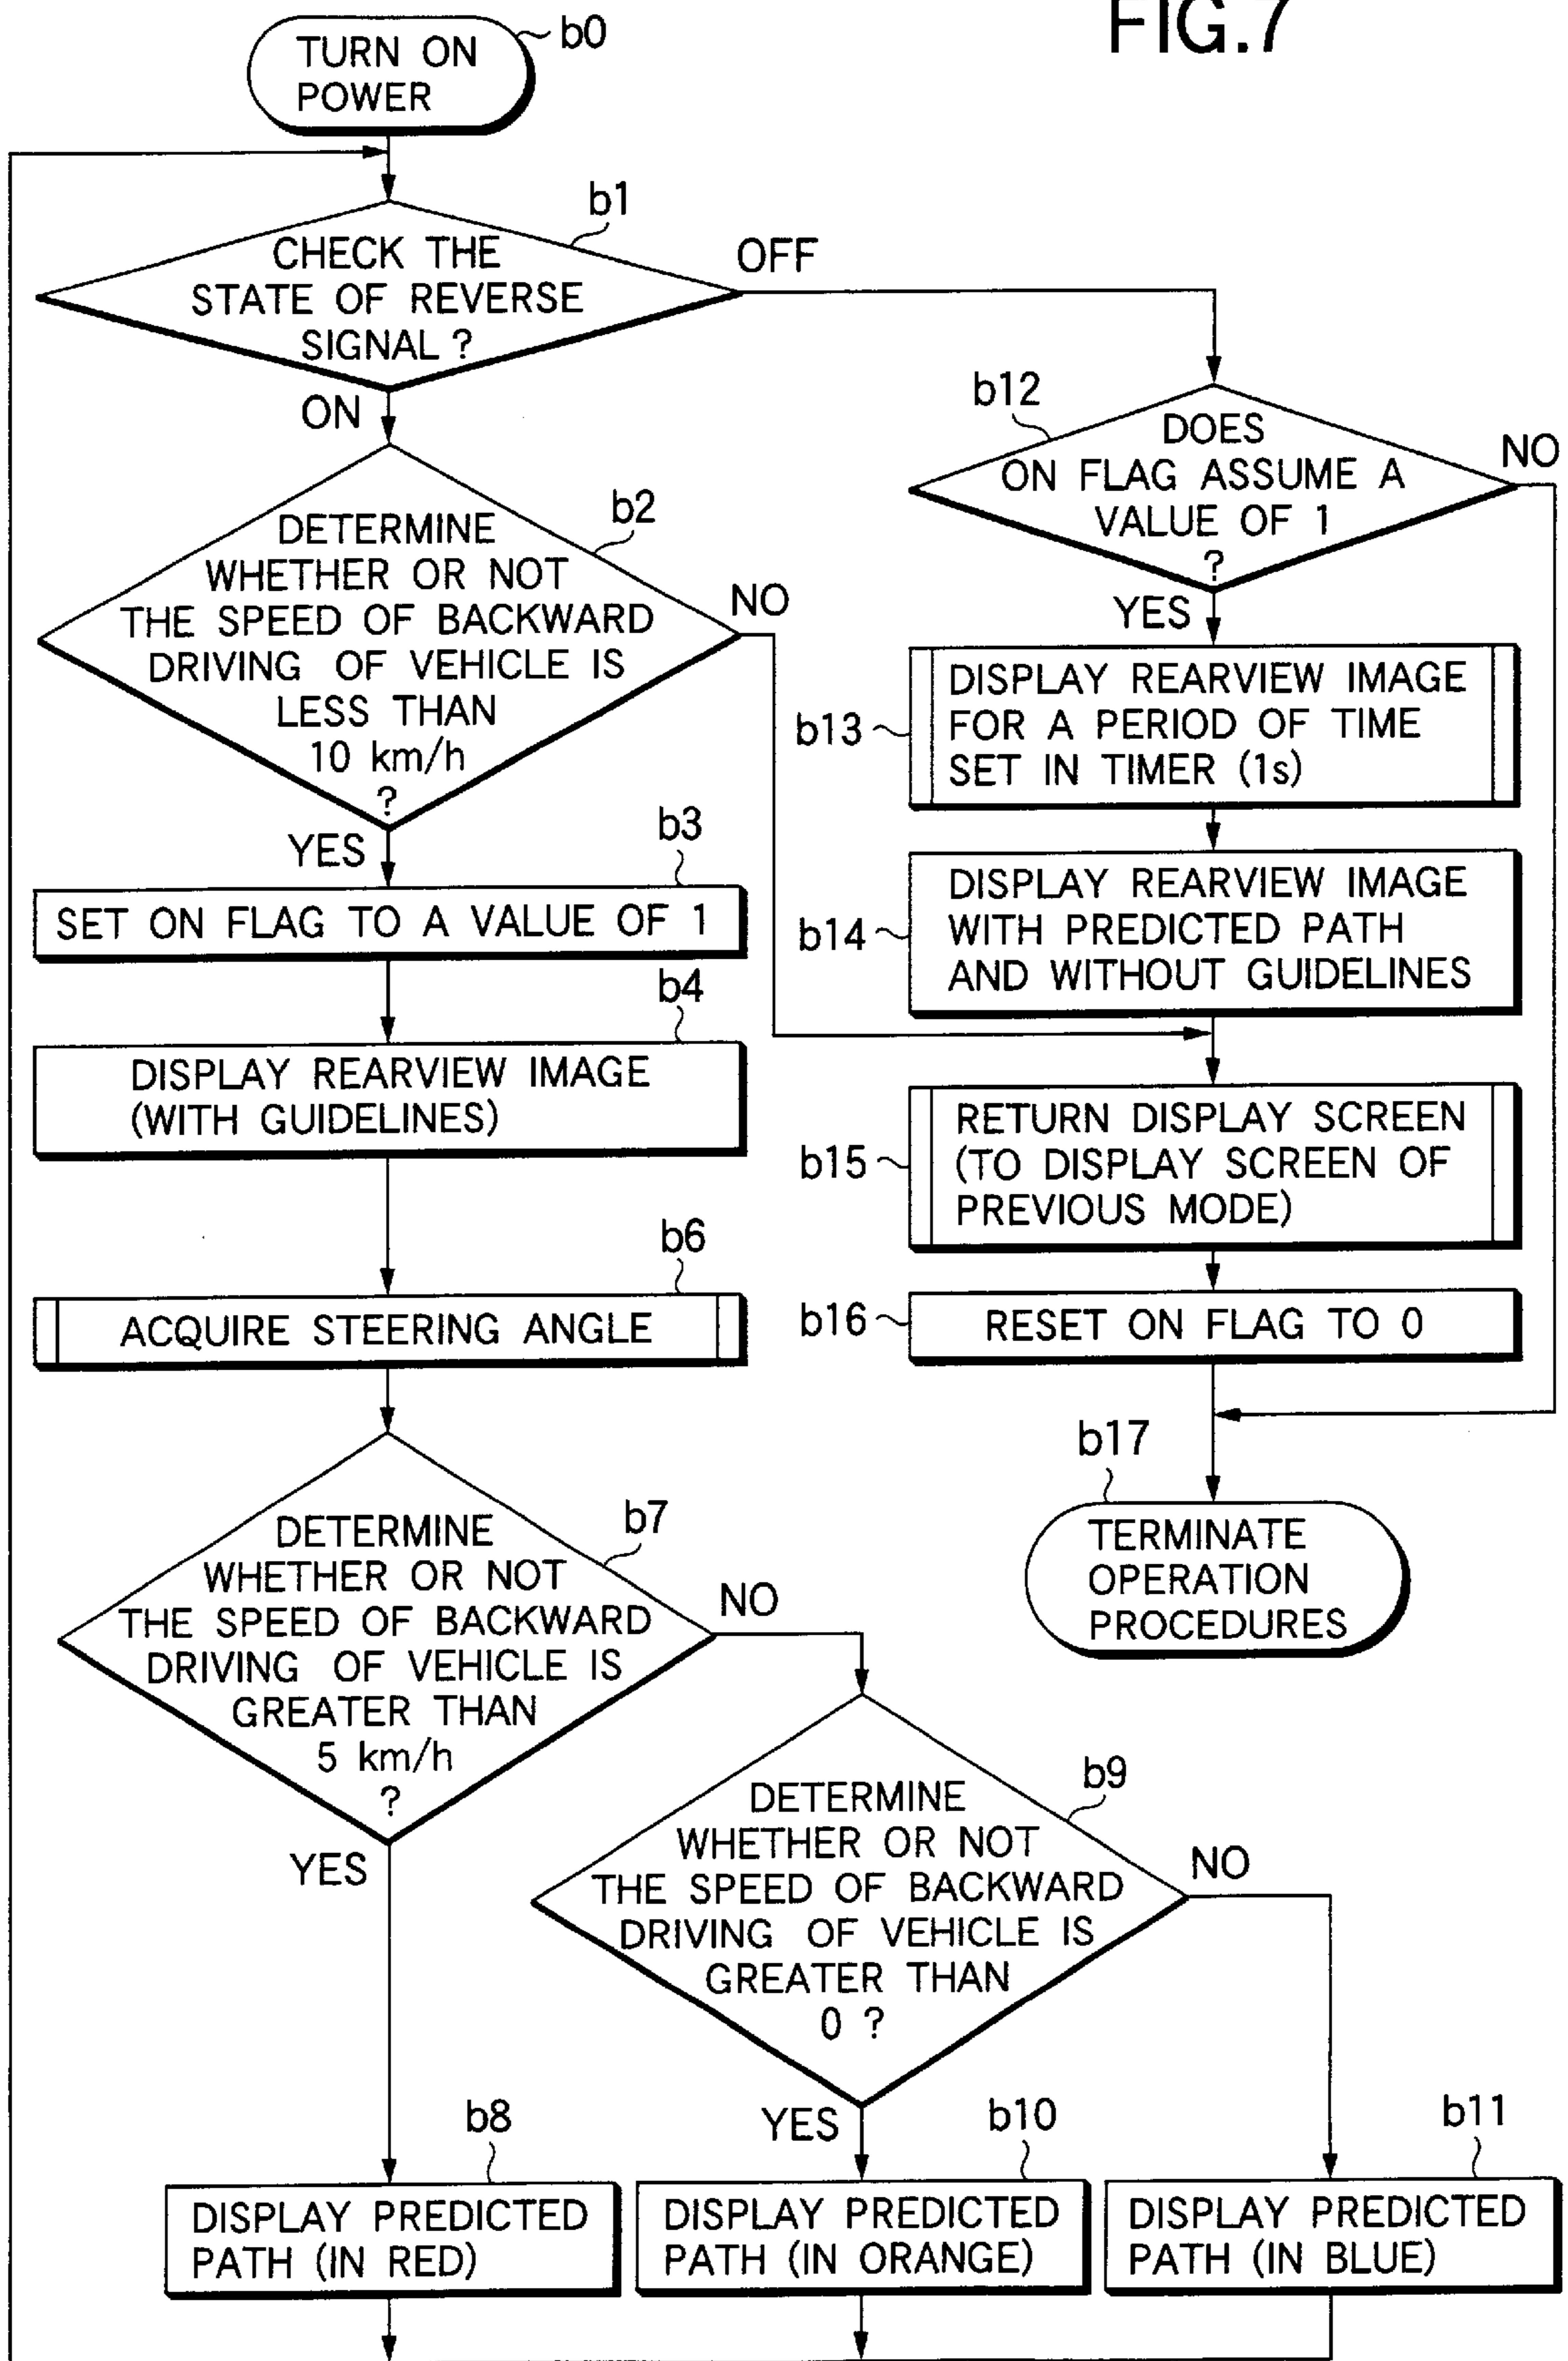 FIG.7
TURN ON
POWER
b0
b1
CHECK THE
STATE OF REVERSE
SIGNAL ?
OFF
ON
b2
DETERMINE
WHETHER OR NOT
THE SPEED OF BACKWARD
DRIVING OF VEHICLE IS
LESS THAN
10 km/h
?
NO
YES
b3
SET ON FLAG TO A VALUE OF 1
b4
DISPLAY REARVIEW IMAGE
(WITH GUIDELINES)
b6
ACQUIRE STEERING ANGLE
b7
DETERMINE
WHETHER OR NOT
THE SPEED OF BACKWARD
DRIVING OF VEHICLE IS
GREATER THAN
5 km/h
?
NO
YES
b8
DISPLAY PREDICTED
PATH (IN RED)
b9
DETERMINE
WHETHER OR NOT
THE SPEED OF BACKWARD
DRIVING OF VEHICLE IS
GREATER THAN
0 ?
NO
YES
b10
DISPLAY PREDICTED
PATH (IN ORANGE)
b11
DISPLAY PREDICTED
PATH (IN BLUE)
b12
DOES
ON FLAG ASSUME A
VALUE OF 1
?
NO
YES
b13
DISPLAY REARVIEW IMAGE
FOR A PERIOD OF TIME
SET IN TIMER (1s)
b14
DISPLAY REARVIEW IMAGE
WITH PREDICTED PATH
AND WITHOUT GUIDELINES
b15
RETURN DISPLAY SCREEN
(TO DISPLAY SCREEN OF
PREVIOUS MODE)
b16
RESET ON FLAG TO 0
b17
TERMINATE
OPERATION
PROCEDURES